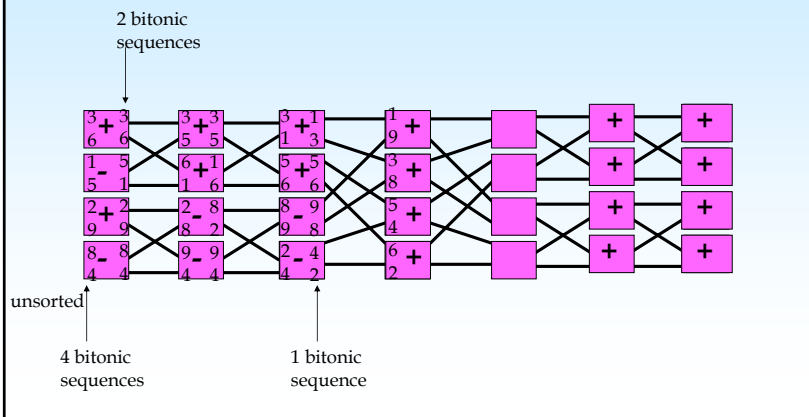 2 bitonic
sequences
3 + 3 3 + 3 3 + 1 1 + + +
6 6 5 5 1 3 9
1 - 5 6 + 1 5 + 5 3 + + +
5 1 1 6 6 6 8
2 + 2 2 - 8 8 - 9 5 + + +
9 9 8 2 9 8 4
8 - 8 9 - 9 2 - 4 6 + + +
4 4 4 4 4 2 2
unsorted
4 bitonic
sequences
1 bitonic
sequence